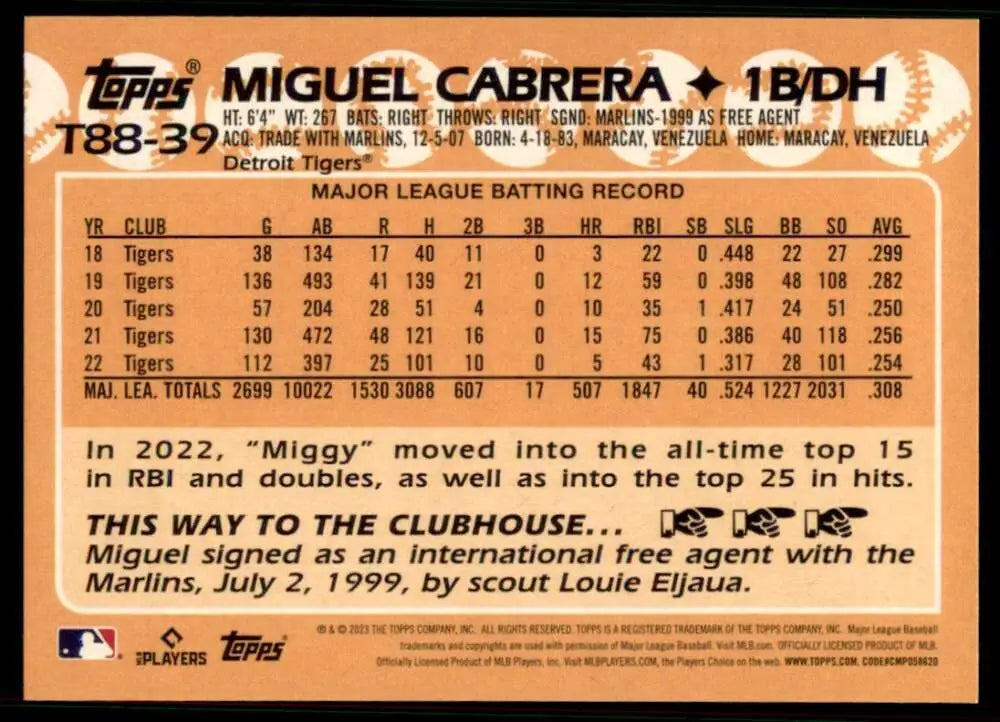 Topps® MIGUEL CABRERA ✦ 1B/DH
T88-39
HT: 6'4" WT: 267 BATS: RIGHT THROWS: RIGHT SGND: MARLINS-1999 AS FREE AGENT
ACQ: TRADE WITH MARLINS, 12-5-07 BORN: 4-18-83, MARACAY, VENEZUELA HOME: MARACAY, VENEZUELA
Detroit Tigers®
MAJOR LEAGUE BATTING RECORD
YR CLUB G AB R H 2B 3B HR RBI SB SLG BB SO AVG
18 Tigers 38 134 17 40 11 0 3 22 0 .448 22 27 .299
19 Tigers 136 493 41 139 21 0 12 59 0 .398 48 108 .282
20 Tigers 57 204 28 51 4 0 10 35 1 .417 24 51 .250
21 Tigers 130 472 48 121 16 0 15 75 0 .386 40 118 .256
22 Tigers 112 397 25 101 10 0 5 43 1 .317 28 101 .254
MAJ. LEA. TOTALS 2699 10022 1530 3088 607 17 507 1847 40 .524 1227 2031 .308
In 2022, “Miggy” moved into the all-time top 15
in RBI and doubles, as well as into the top 25 in hits.
THIS WAY TO THE CLUBHOUSE...
Miguel signed as an international free agent with the
Marlins, July 2, 1999, by scout Louie Eljaua.
MLB PLAYERS Topps®
® & © 2023 THE TOPPS COMPANY, INC. ALL RIGHTS RESERVED. TOPPS IS A REGISTERED TRADEMARK OF THE TOPPS COMPANY, INC. Major League Baseball
trademarks and copyrights are used with permission of Major League Baseball. Visit MLB.com. OFFICIALLY LICENSED PRODUCT OF MLB.
Officially Licensed Product of MLB Players, Inc. Visit MLBPLAYERS.COM, the Players Choice on the web. WWW.TOPPS.COM. CODE#CMP058620